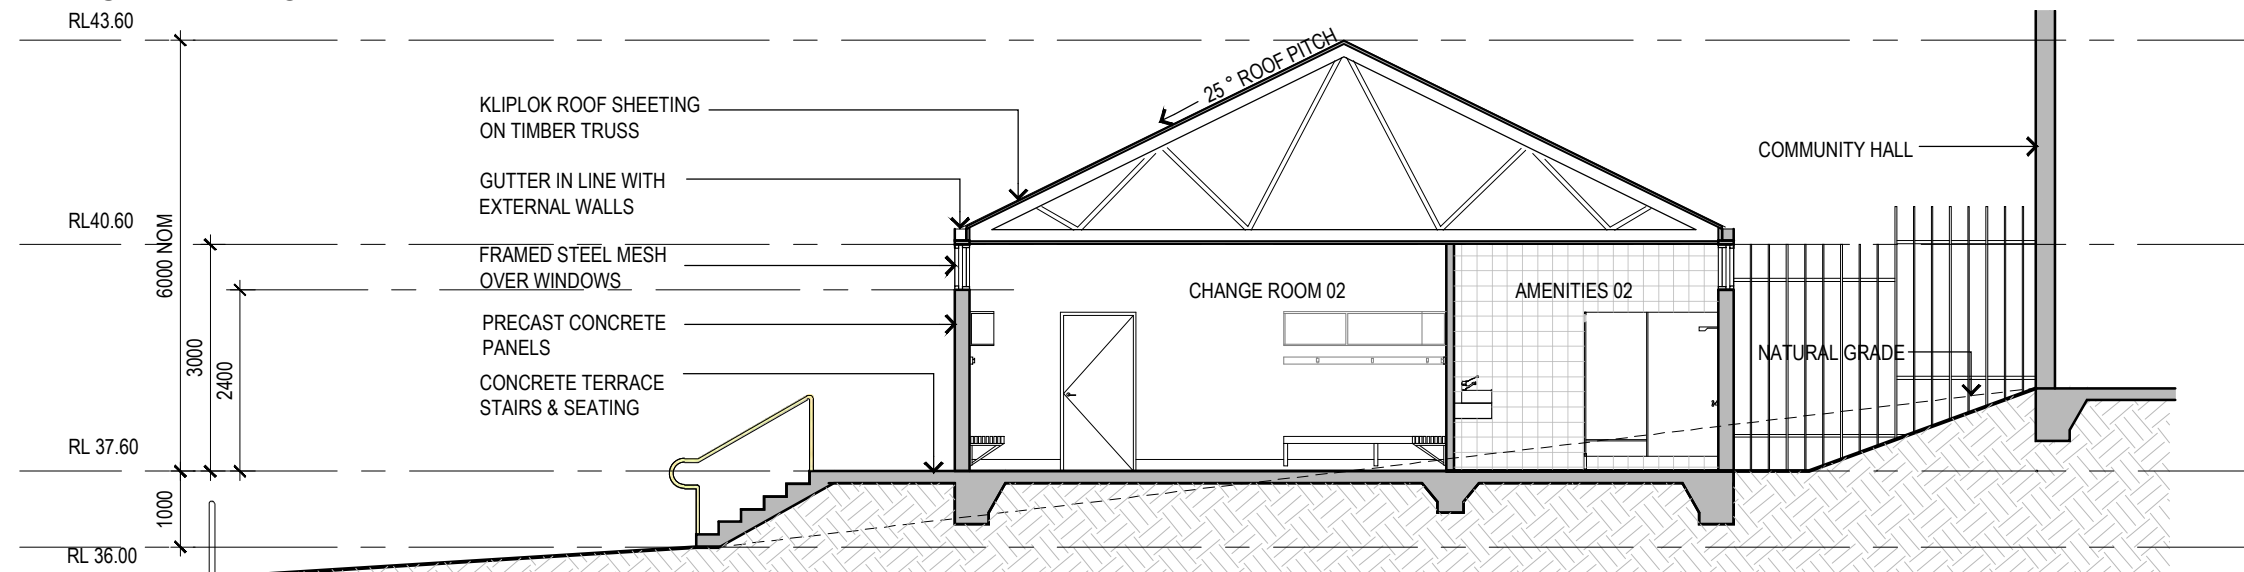 RL43.60
25 ° ROOF PITCH
KLIPLOK ROOF SHEETING
ON TIMBER TRUSS
COMMUNITY HALL
GUTTER IN LINE WITH
EXTERNAL WALLS
RL40.60
6000 NOM
FRAMED STEEL MESH
OVER WINDOWS
CHANGE ROOM 02
AMENITIES 02
PRECAST CONCRETE
PANELS
3000
2400
NATURAL GRADE
CONCRETE TERRACE
STAIRS & SEATING
RL 37.60
1000
RL 36.00